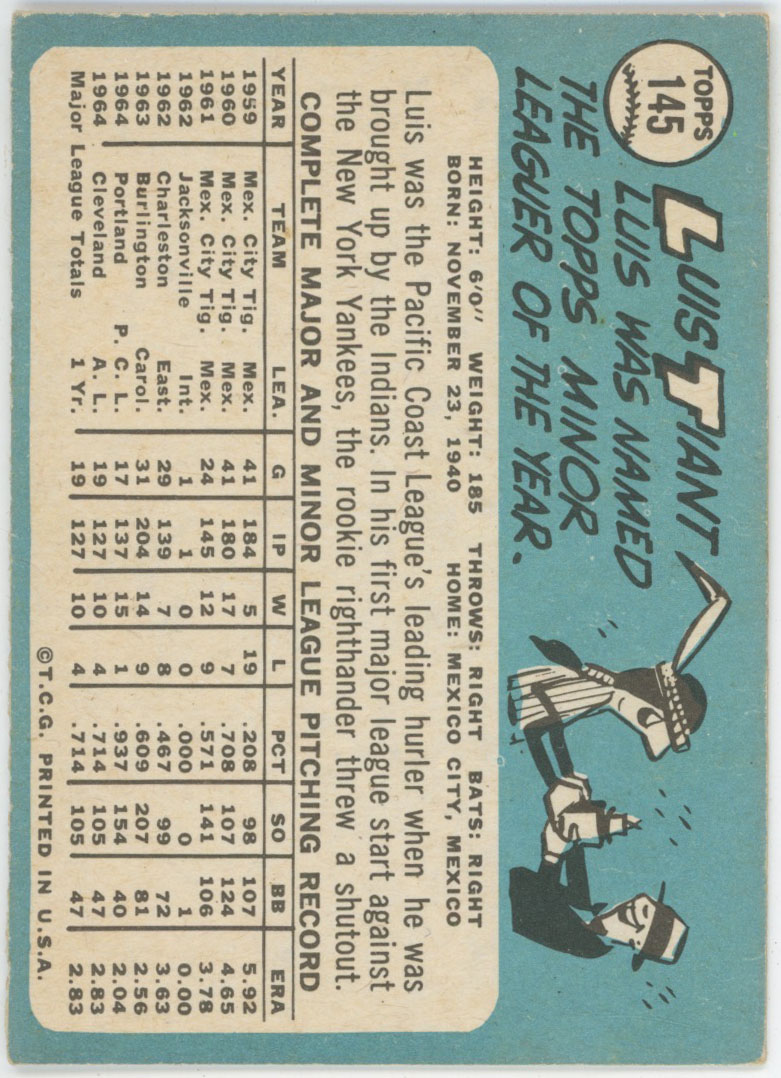 TOPPS
145
LUIS TIANT
LUIS WAS NAMED
THE TOPPS MINOR
LEAGUER OF THE YEAR.
HEIGHT: 6'0" WEIGHT: 185 THROWS: RIGHT BATS: RIGHT
BORN: NOVEMBER 23, 1940 HOME: MEXICO CITY, MEXICO
Luis was the Pacific Coast League's leading hurler when he was
brought up by the Indians. In his first major league start against
the New York Yankees, the rookie righthander threw a shutout.
COMPLETE MAJOR AND MINOR LEAGUE PITCHING RECORD
YEAR TEAM LEA. G IP W L PCT SO BB ERA
1959 Mex. City Tig. Mex. 41 184 5 19 .208 98 107 5.92
1960 Mex. City Tig. Mex. 41 180 17 7 .708 107 124 4.65
1961 Mex. City Tig. Mex. 24 145 12 9 .571 141 106 3.78
1962 Jacksonville Int. 1 1 0 0 .000 0 1 0.00
1962 Charleston East. 29 139 7 8 .467 99 72 3.63
1963 Burlington Carol. 31 204 14 9 .609 207 81 2.56
1964 Portland P. C. L. 17 137 15 1 .937 154 40 2.04
1964 Cleveland A. L. 19 127 10 4 .714 105 47 2.83
Major League Totals 1 Yr. 19 127 10 4 .714 105 47 2.83
©T.C.G. PRINTED IN U.S.A.